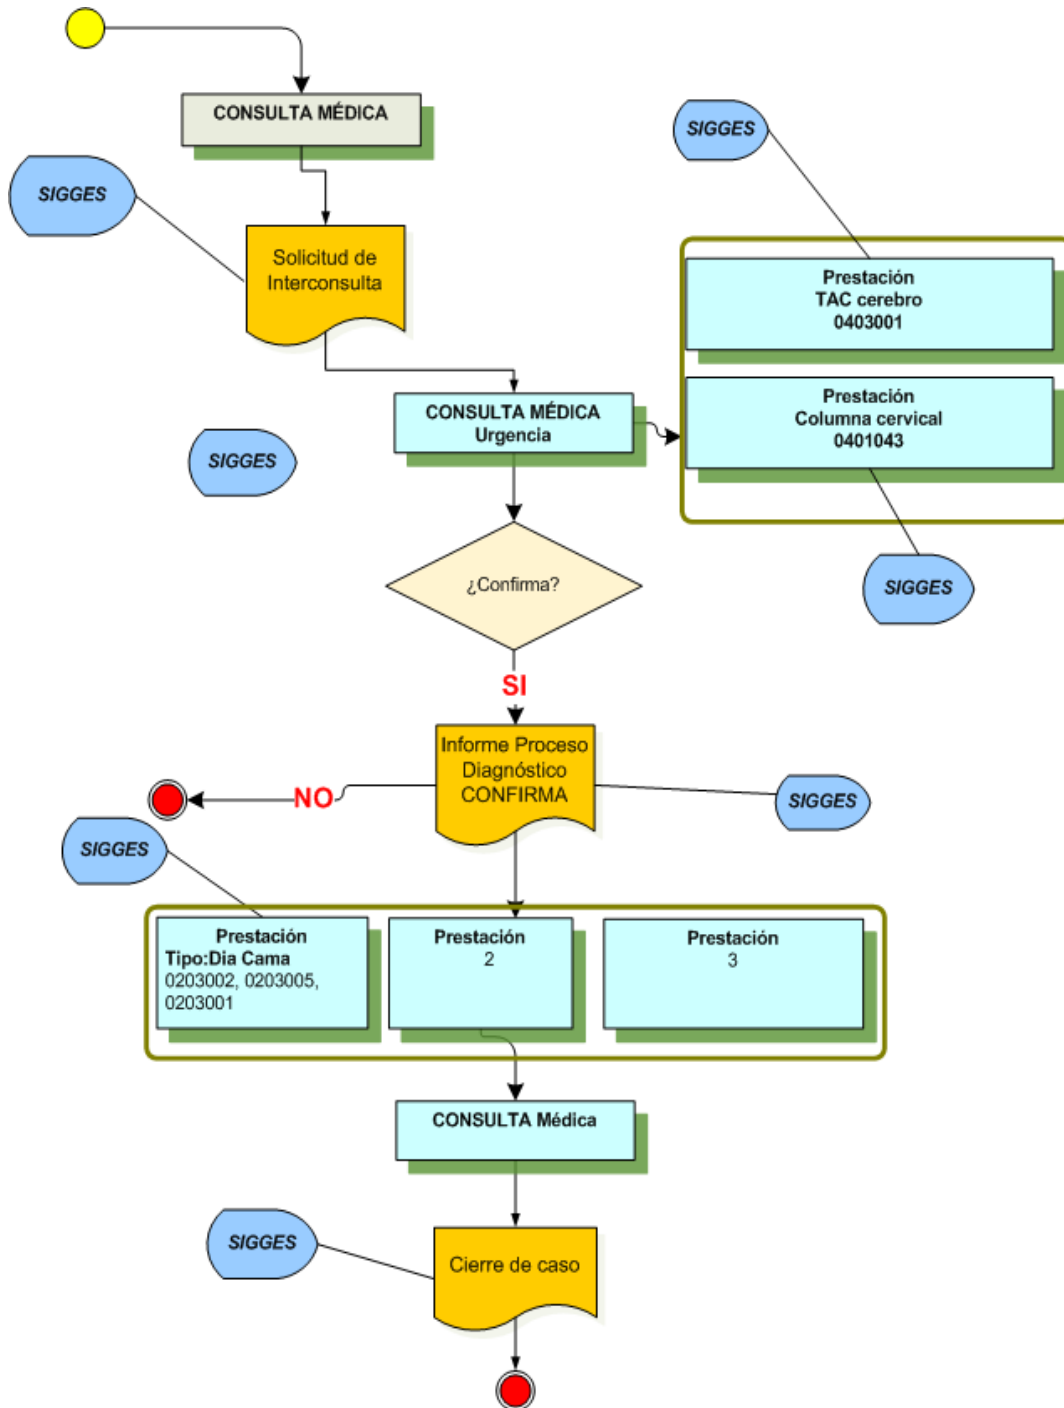 CONSULTA MÉDICA
SIGGES
SIGGES
Solicitud de
Interconsulta
Prestación
TAC cerebro
0403001
Prestación
Columna cervical
0401043
CONSULTA MÉDICA
Urgencia
SIGGES
SIGGES
¿Confirma?
SI
Informe Proceso
Diagnóstico
CONFIRMA
NO
SIGGES
SIGGES
Prestación
Tipo:Dia Cama
0203002, 0203005,
0203001
Prestación
2
Prestación
3
CONSULTA Médica
SIGGES
Cierre de caso